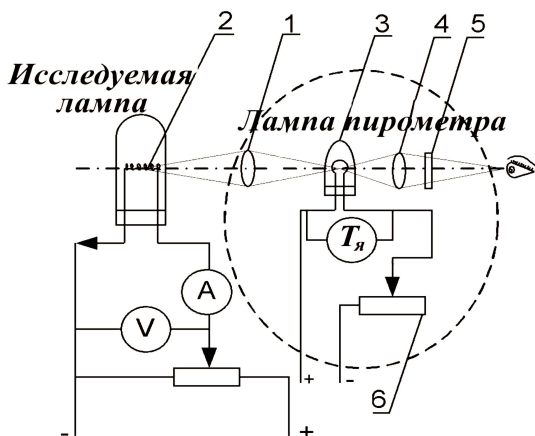 2 1 3 4 5
Исследуемая
лампа
Лампа пирометра
Tя
A
V
+ -
6
- +